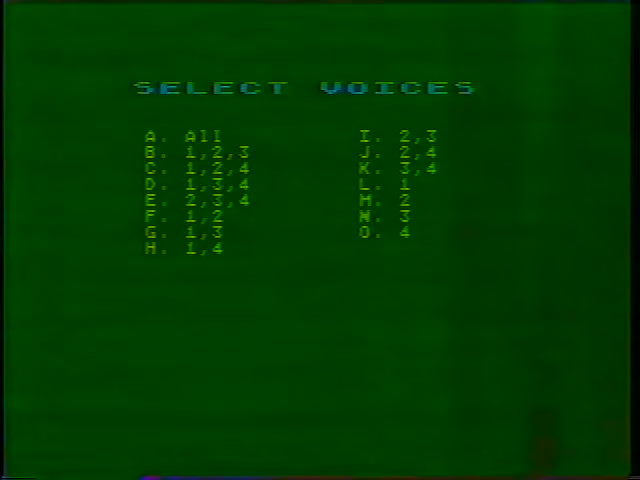 SELECT VOICES
A. All
B. 1,2,3
C. 1,2,4
D. 1,3,4
E. 2,3,4
F. 1,2
G. 1,3
H. 1,4
I. 2,3
J. 2,4
K. 3,4
L. 1
M. 2
N. 3
O. 4